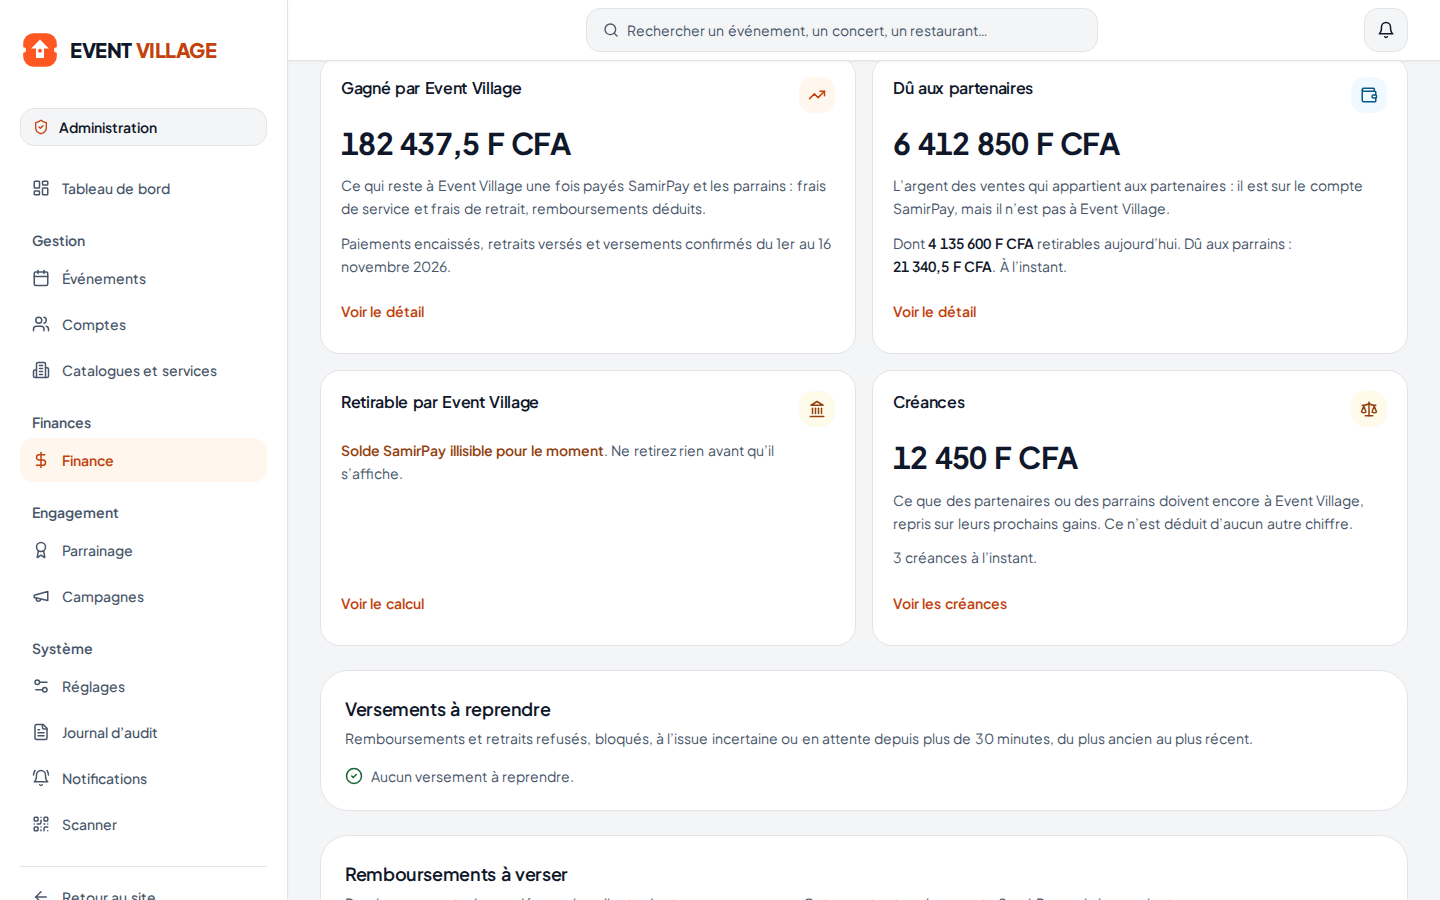 EVENT VILLAGE
Rechercher un événement, un concert, un restaurant...
Administration
Tableau de bord
Gestion
Événements
Comptes
Catalogues et services
Finances
Finance
Engagement
Parrainage
Campagnes
Système
Réglages
Journal d’audit
Notifications
Scanner
Retour au site
Gagné par Event Village
182 437,5 F CFA
Ce qui reste à Event Village une fois payés SamirPay et les parrains : frais
de service et frais de retrait, remboursements déduits.
Paiements encaissés, retraits versés et versements confirmés du 1er au 16
novembre 2026.
Voir le détail
Dû aux partenaires
6 412 850 F CFA
L’argent des ventes qui appartient aux partenaires : il est sur le compte
SamirPay, mais il n’est pas à Event Village.
Dont 4 135 600 F CFA retirables aujourd’hui. Dû aux parrains :
21 340,5 F CFA. À l’instant.
Voir le détail
Retirable par Event Village
Solde SamirPay illisible pour le moment. Ne retirez rien avant qu’il
s’affiche.
Voir le calcul
Créances
12 450 F CFA
Ce que des partenaires ou des parrains doivent encore à Event Village,
repris sur leurs prochains gains. Ce n’est déduit d’aucun autre chiffre.
3 créances à l’instant.
Voir les créances
Versements à reprendre
Remboursements et retraits refusés, bloqués, à l’issue incertaine ou en attente depuis plus de 30 minutes, du plus ancien au plus récent.
Aucun versement à reprendre.
Remboursements à verser